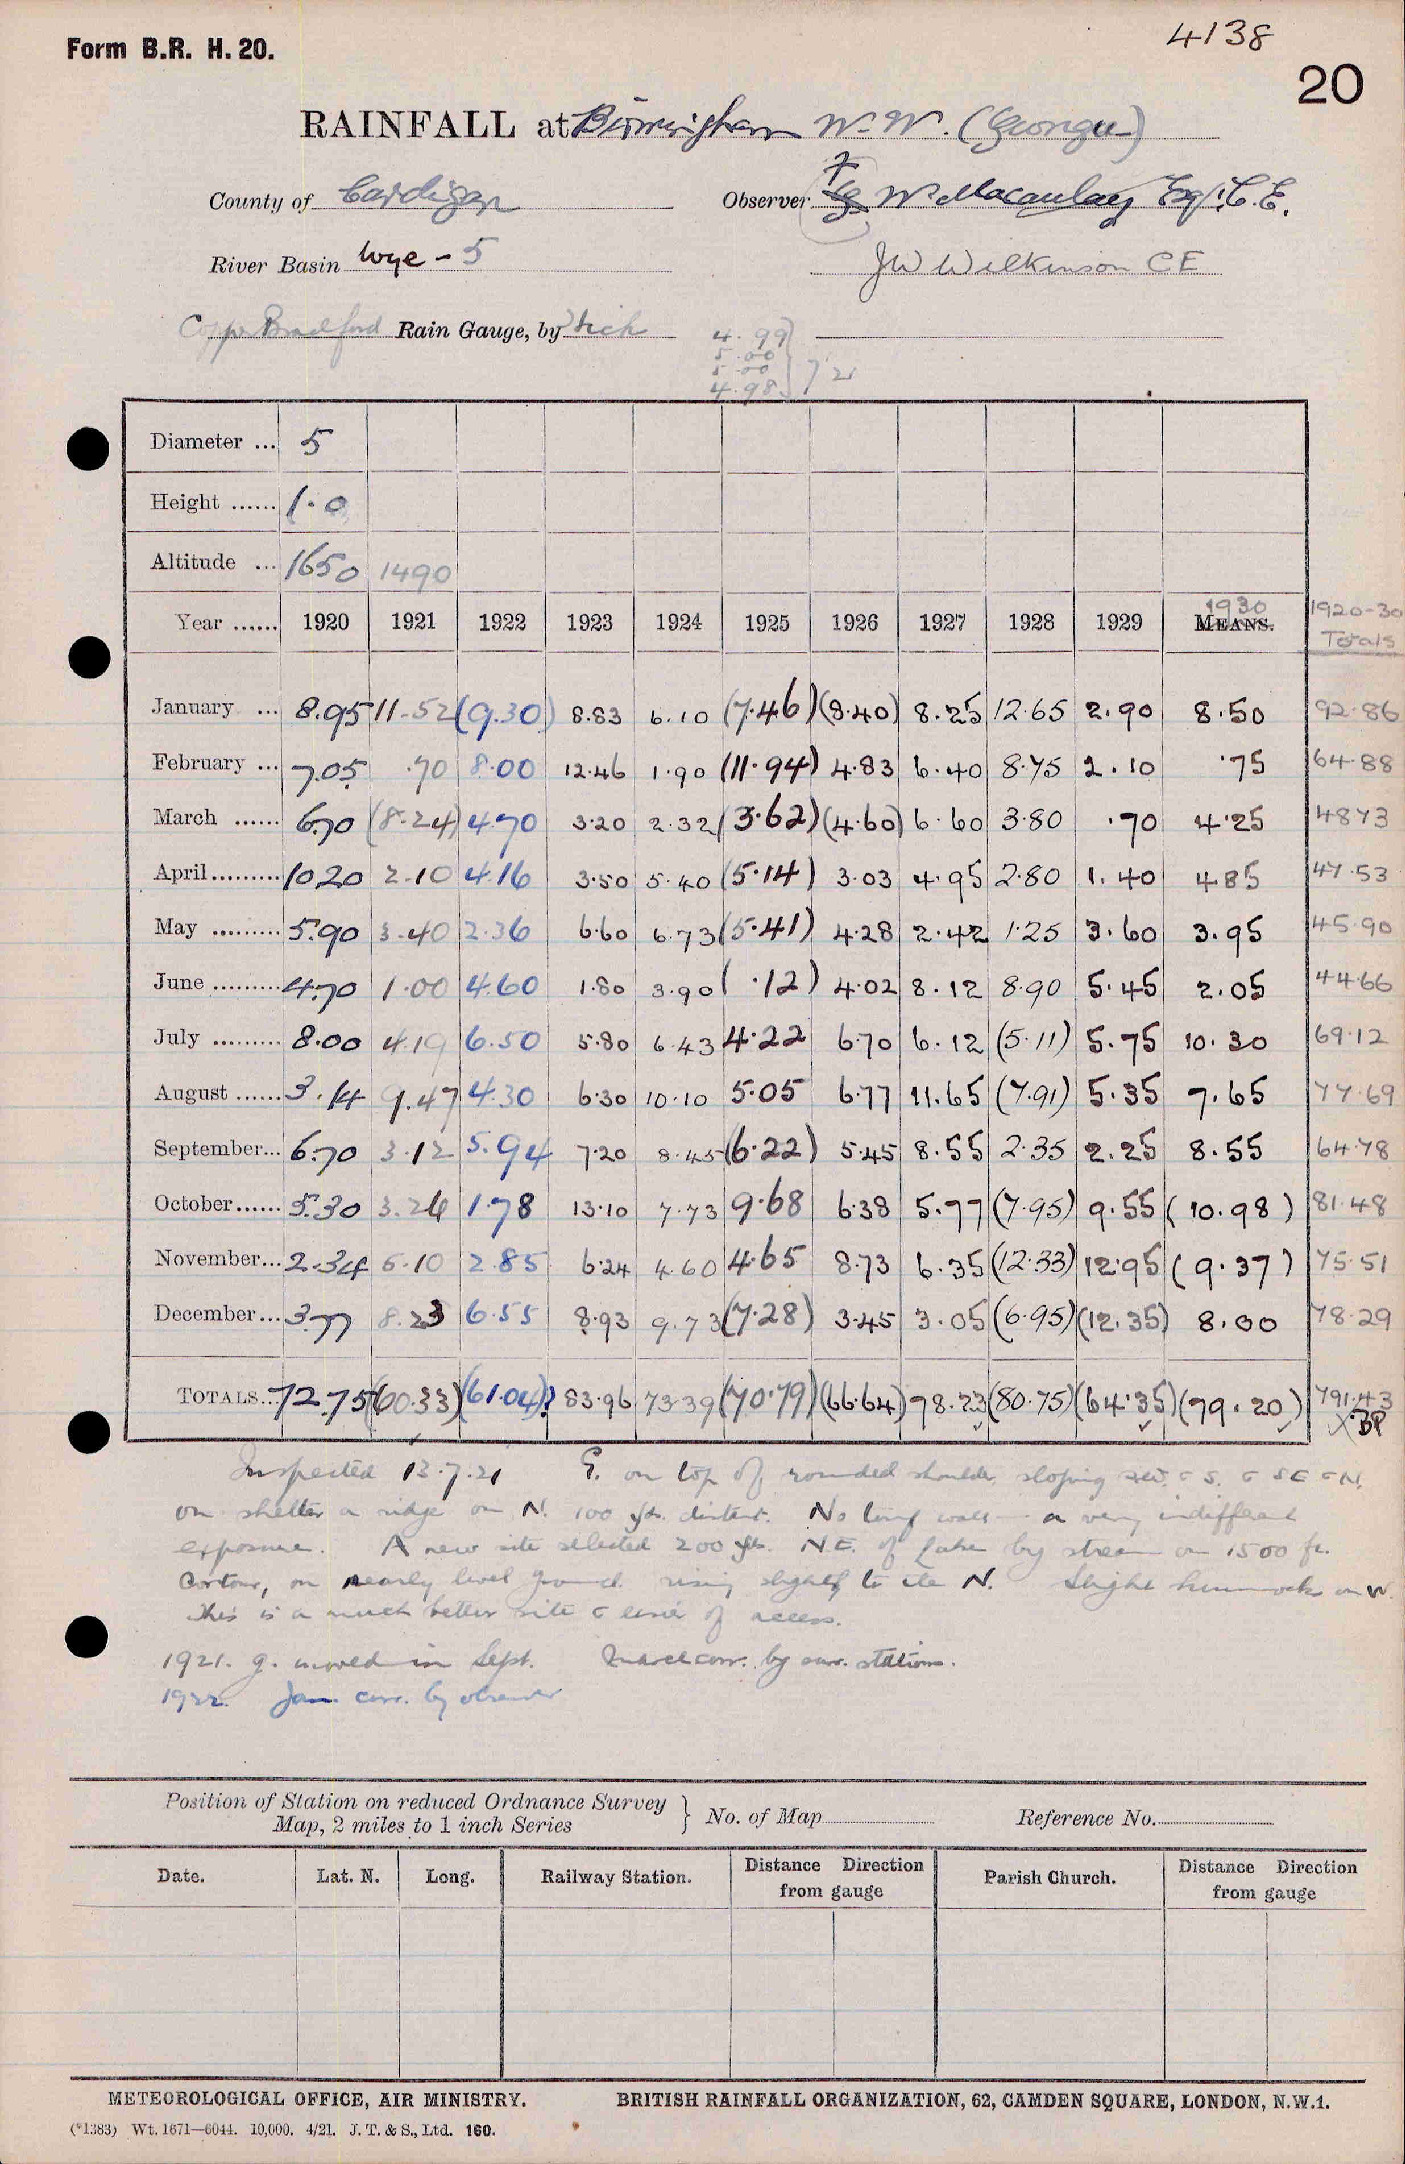 Form B.R. H. 20.
4138
20
RAINFALL at Birmingham W. W. (Grongu)
County of Cardigan
Observer W. Macaulay Esq. C.E.
River Basin Wye - 5
J W Wilkinson CE
Copper Bradford Rain Gauge, by Stick
4.99
5.00
5.00
4.98 } 7 21
Diameter ... 5
Height ...... 1.0
Altitude ... 1650 1490
Year ...... 1920 1921 1922 1923 1924 1925 1926 1927 1928 1929 1930 MEANS. 1920-30 Totals
January ... 8.95 11.52 (9.30) 8.83 6.10 (7.46) (8.40) 8.25 12.65 2.90 8.50 92.86
February ... 7.05 .70 8.00 12.46 1.90 (11.94) 4.83 6.40 8.75 2.10 .75 64.88
March ...... 6.70 (8.24) 4.70 3.20 2.32 (3.62) (4.60) 6.60 3.80 .70 4.25 48.73
April ......... 10.20 2.10 4.16 3.50 5.40 (5.14) 3.03 4.95 2.80 1.40 4.85 47.53
May ......... 5.90 3.40 2.36 6.60 6.73 (5.41) 4.28 2.42 1.25 3.60 3.95 45.90
June ......... 4.70 1.00 4.60 1.80 3.90 ( .12) 4.02 8.12 8.90 5.45 2.05 44.66
July ......... 8.00 4.19 6.50 5.80 6.43 4.22 6.70 6.12 (5.11) 5.75 10.30 69.12
August ...... 3.14 9.47 4.30 6.30 10.10 5.05 6.77 11.65 (7.91) 5.35 7.65 77.69
September... 6.70 3.12 5.94 7.20 8.45 (6.22) 5.45 8.55 2.35 2.25 8.55 64.78
October ...... 5.30 3.26 1.78 13.10 7.73 9.68 6.38 5.77 (7.95) 9.55 (10.98) 81.48
November... 2.34 5.10 2.85 6.24 4.60 4.65 8.73 6.35 (12.33) 12.95 (9.37) 75.51
December ... 3.77 8.23 6.55 8.93 9.73 (7.28) 3.45 3.05 (6.95) (12.35) 8.00 78.29
TOTALS.. 72.75 (60.33) (61.04)? 83.96 73.39 (70.79) (66.64) 78.23 (80.75) (64.35) (79.20) 791.43
BP
Inspected 13.7.21 G. on top of rounded shoulder sloping
on shelter a ridge on N. 100 yds. distant. No turf wall — a very indifferent
exposure. A new site selected 200 yds. N.E. of Lake by stream on 1500 ft.
contour, on nearly level ground rising slightly to the N. Slight hummocks on W.
This is a much better site & easier of access.
1921. g. moved in Sept. March corr. by surr. stations.
1922. Jan. corr. by observer
Position of Station on reduced Ordnance Survey
Map, 2 miles to 1 inch Series } No. of Map Reference No.
Date. Lat. N. Long. Railway Station. Distance Direction from gauge Parish Church. Distance Direction from gauge
METEOROLOGICAL OFFICE, AIR MINISTRY. BRITISH RAINFALL ORGANIZATION, 62, CAMDEN SQUARE, LONDON, N.W.1.
(*1383) Wt. 1671—6044. 10,000. 4/21. J. T. & S., Ltd. 160.